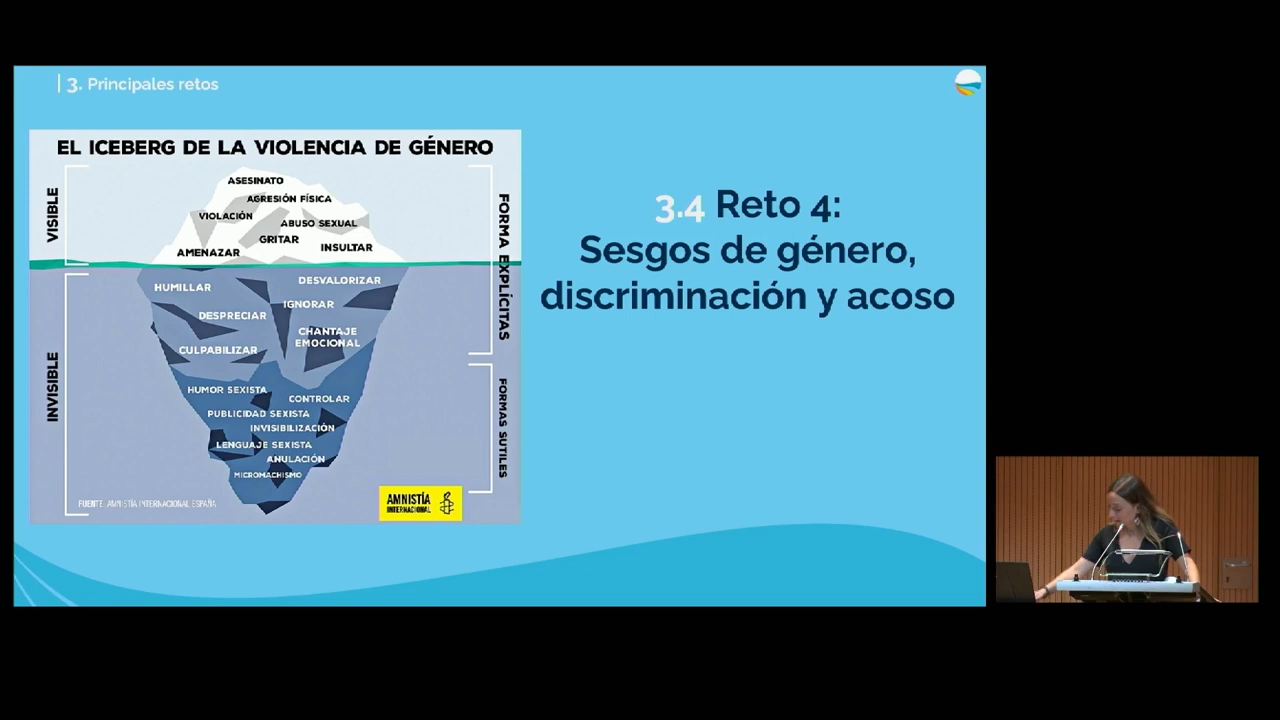 3. Principales retos
EL ICEBERG DE LA VIOLENCIA DE GÉNERO
VISIBLE
ASESINATO
AGRESIÓN FÍSICA
VIOLACIÓN
ABUSO SEXUAL
GRITAR
INSULTAR
AMENAZAR
FORMA EXPLÍCITAS
INVISIBLE
HUMILLAR
DESVALORIZAR
IGNORAR
DESPRECIAR
CHANTAJE
EMOCIONAL
CULPABILIZAR
HUMOR SEXISTA
CONTROLAR
PUBLICIDAD SEXISTA
INVISIBILIZACIÓN
LENGUAJE SEXISTA
ANULACIÓN
MICROMACHISMO
FORMAS SUTILES
FUENTE: AMNISTÍA INTERNACIONAL ESPAÑA
AMNISTÍA
INTERNACIONAL
3.4 Reto 4:
Sesgos de género,
discriminación y acoso